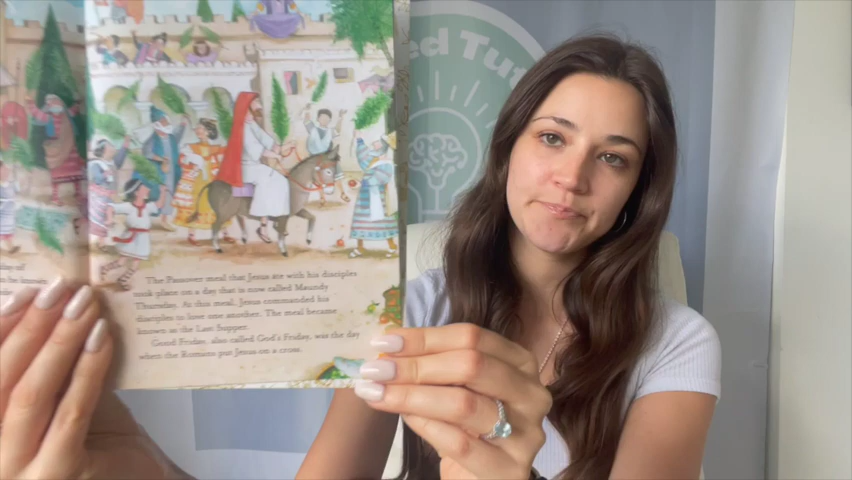 ed Tut
day of
The Passover meal that Jesus ate with his disciples
took place on a day that is now called Maundy
Thursday. At this meal, Jesus commanded his
disciples to love one another. The meal became
known as the Last Supper.
Good Friday, also called God's Friday, was the day
when the Romans put Jesus on a cross.